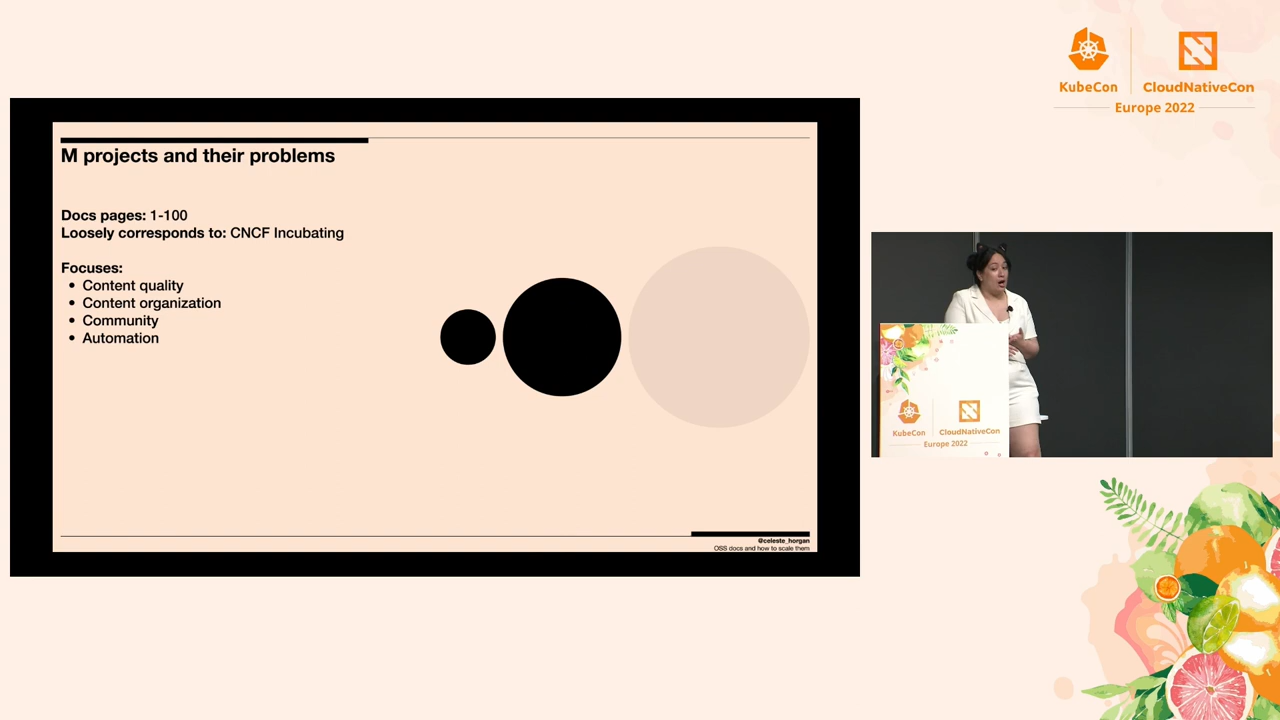 KubeCon
CloudNativeCon
Europe 2022
M projects and their problems
Docs pages: 1-100
Loosely corresponds to: CNCF Incubating
Focuses:
• Content quality
• Content organization
• Community
• Automation
@celeste_horgan
OSS docs and how to scale them
KubeCon
CloudNativeCon
Europe 2022